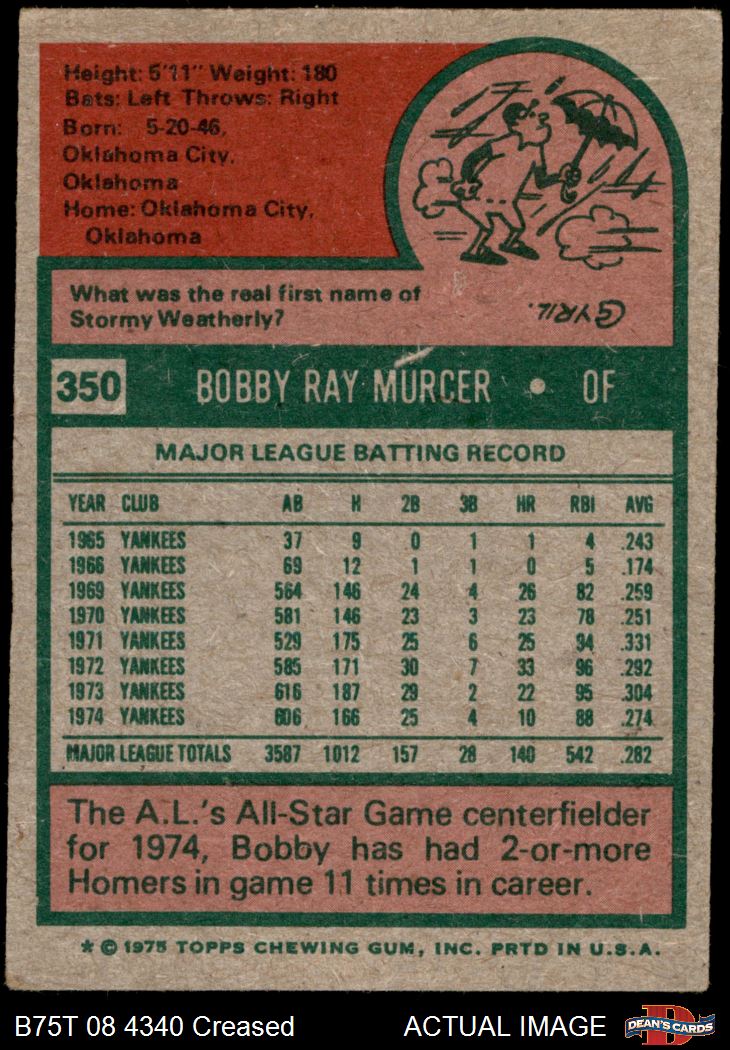 Height: 5'11" Weight: 180
Bats: Left Throws: Right
Born: 5-20-46,
Oklahoma City,
Oklahoma
Home: Oklahoma City,
Oklahoma
What was the real first name of
Stormy Weatherly?
CYRIL.
350 BOBBY RAY MURCER • OF
MAJOR LEAGUE BATTING RECORD
YEAR CLUB AB H 2B 3B HR RBI AVG
1965 YANKEES 37 9 0 1 1 4 .243
1966 YANKEES 69 12 1 1 0 5 .174
1969 YANKEES 564 146 24 4 26 82 .259
1970 YANKEES 581 146 23 3 23 78 .251
1971 YANKEES 529 175 25 6 25 94 .331
1972 YANKEES 585 171 30 7 33 96 .292
1973 YANKEES 616 187 29 2 22 95 .304
1974 YANKEES 606 166 25 4 10 88 .274
MAJOR LEAGUE TOTALS 3587 1012 157 28 140 542 .282
The A.L.'s All-Star Game centerfielder
for 1974, Bobby has had 2-or-more
Homers in game 11 times in career.
* © 1975 TOPPS CHEWING GUM, INC. PRTD IN U.S.A.
B75T 08 4340 Creased ACTUAL IMAGE
D
DEAN'S CARDS